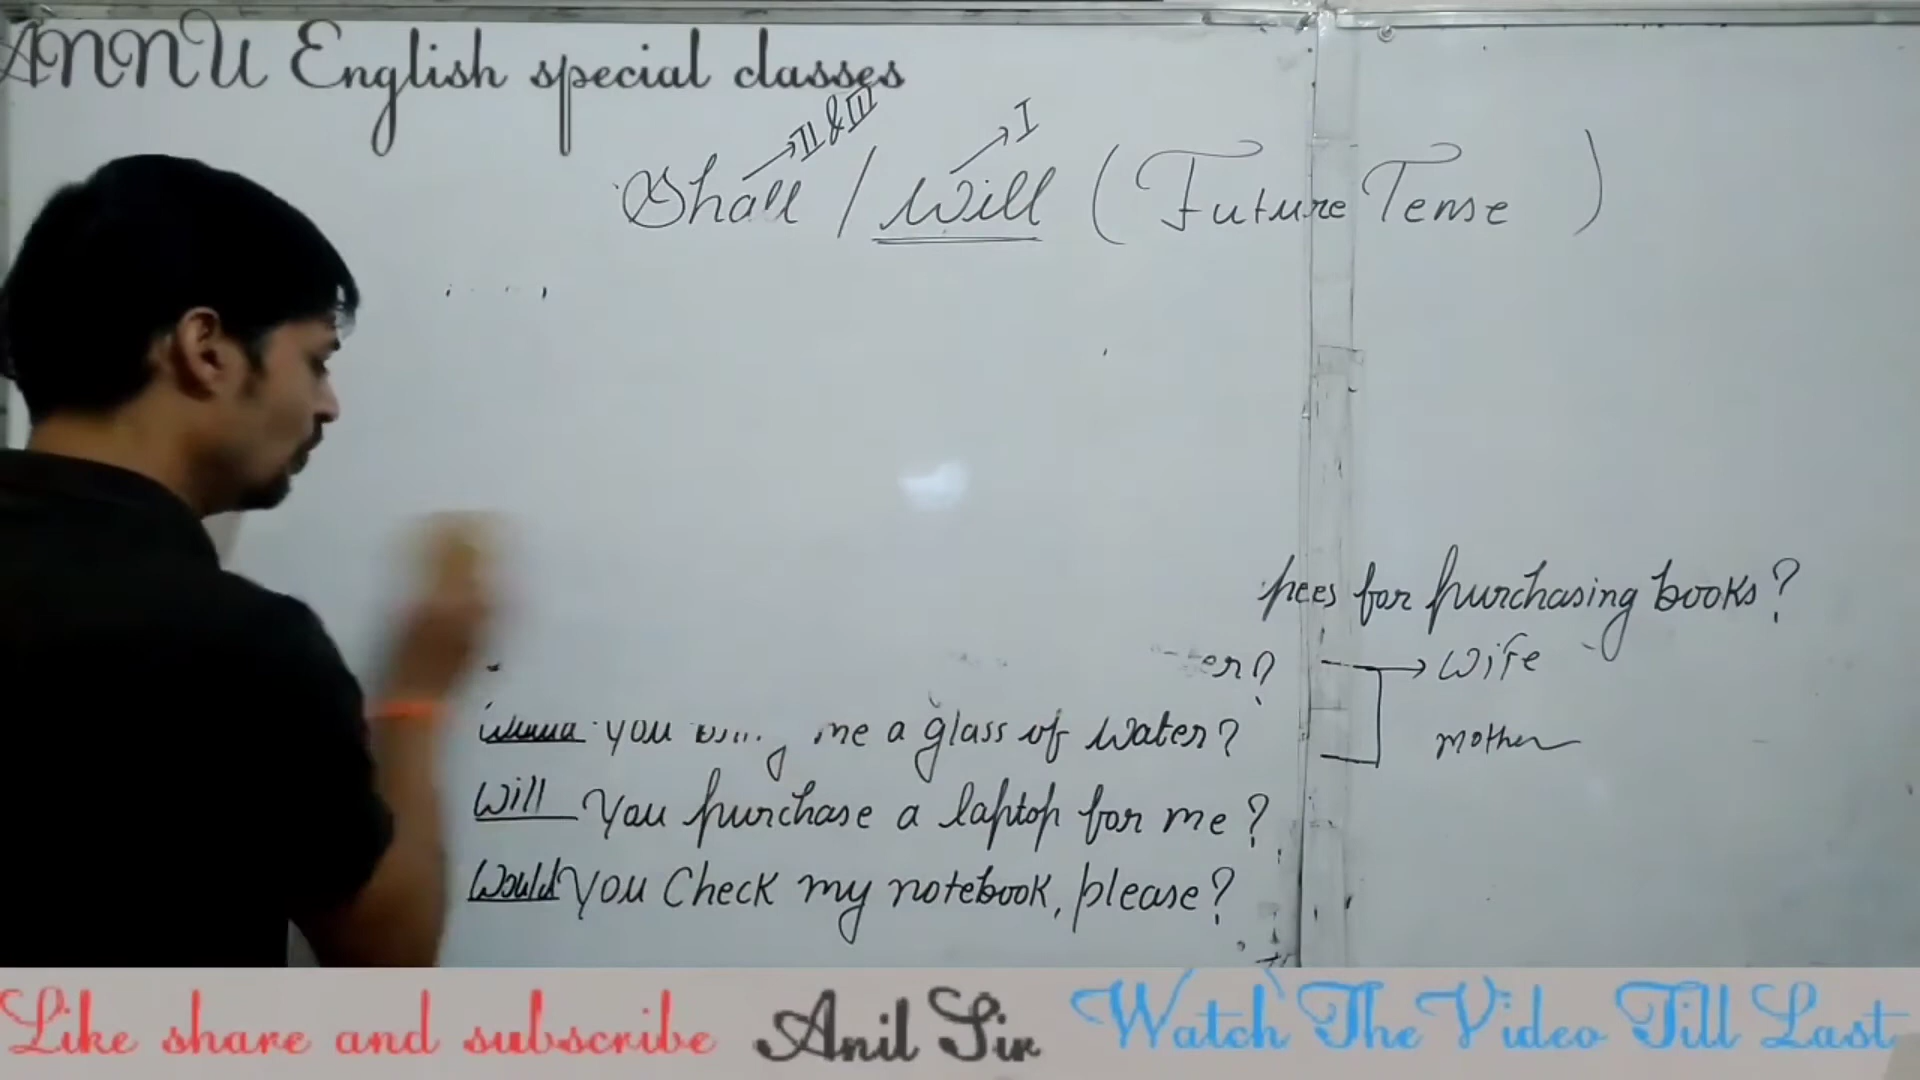 ANNU English special classes
II & III
I
Shall / Will ( Future Tense )
pees for purchasing books?
er?
Wife
you me a glass of water?
mother
Will you purchase a laptop for me?
Would you Check my notebook, please?
Like share and subscribe Anil Sir Watch The Video Till Last